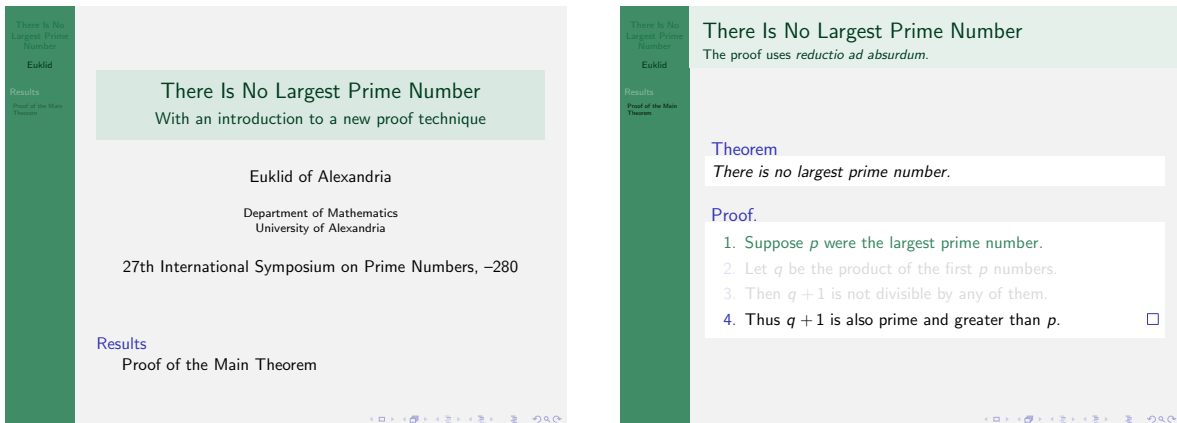 There Is No
Largest Prime
Number
Euklid
Results
Proof of the Main
Theorem
There Is No Largest Prime Number
With an introduction to a new proof technique
Euklid of Alexandria
Department of Mathematics
University of Alexandria
27th International Symposium on Prime Numbers, –280
Results
Proof of the Main Theorem
There Is No
Largest Prime
Number
Euklid
Results
Proof of the Main
Theorem
There Is No Largest Prime Number
The proof uses reductio ad absurdum.
Theorem
There is no largest prime number.
Proof.
1. Suppose p were the largest prime number.
2. Let q be the product of the first p numbers.
3. Then q + 1 is not divisible by any of them.
4. Thus q + 1 is also prime and greater than p. □